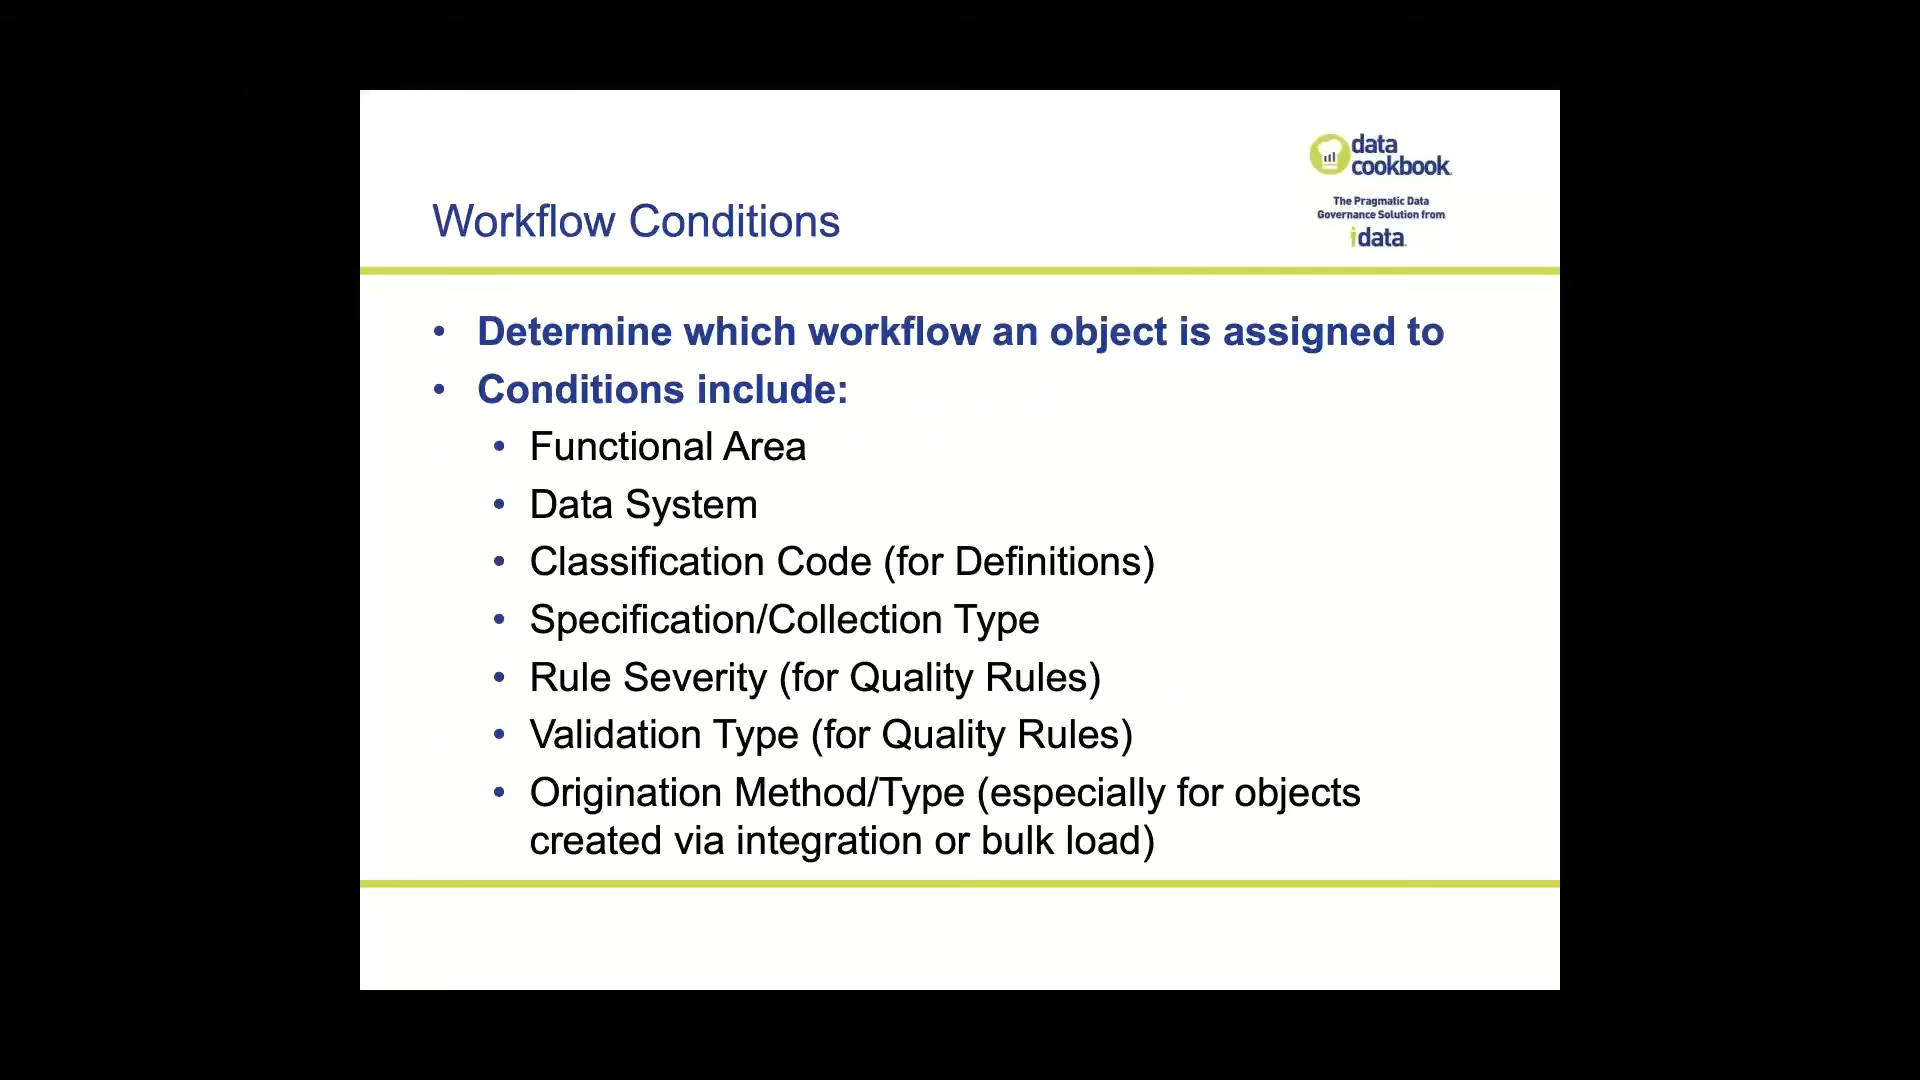 data
cookbook
The Pragmatic Data
Governance Solution from
idata
Workflow Conditions
• Determine which workflow an object is assigned to
• Conditions include:
• Functional Area
• Data System
• Classification Code (for Definitions)
• Specification/Collection Type
• Rule Severity (for Quality Rules)
• Validation Type (for Quality Rules)
• Origination Method/Type (especially for objects
created via integration or bulk load)